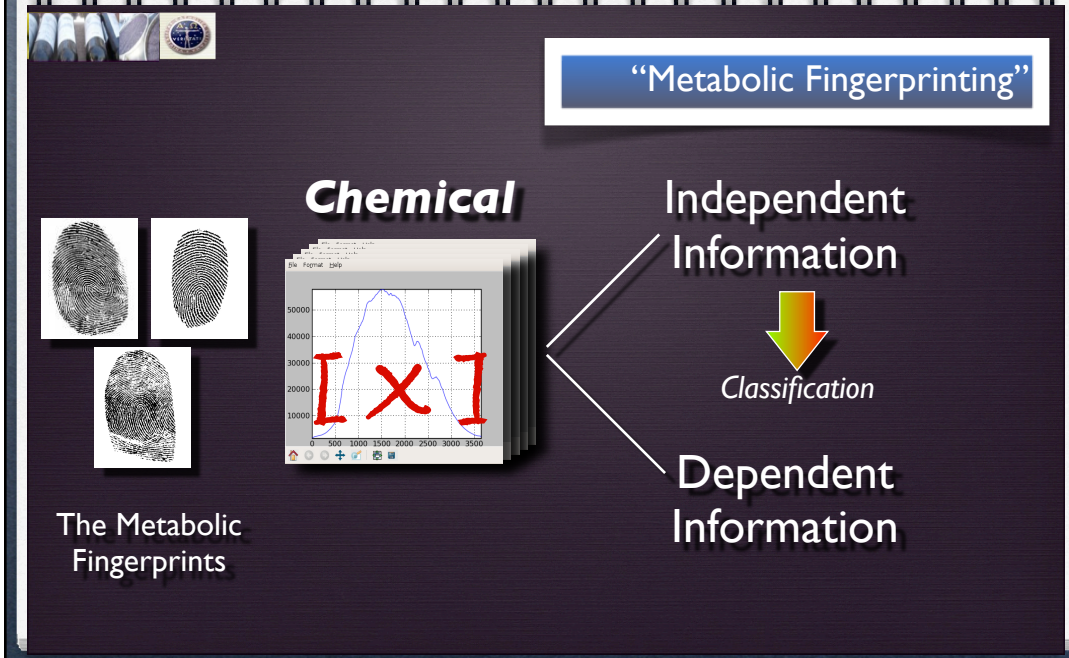 “Metabolic Fingerprinting”
Chemical
Independent
Information
Classification
Dependent
Information
The Metabolic
Fingerprints
File Format Help
50000
40000
30000
20000
10000
0 500 1000 1500 2000 2500 3000 3500
[ X ]